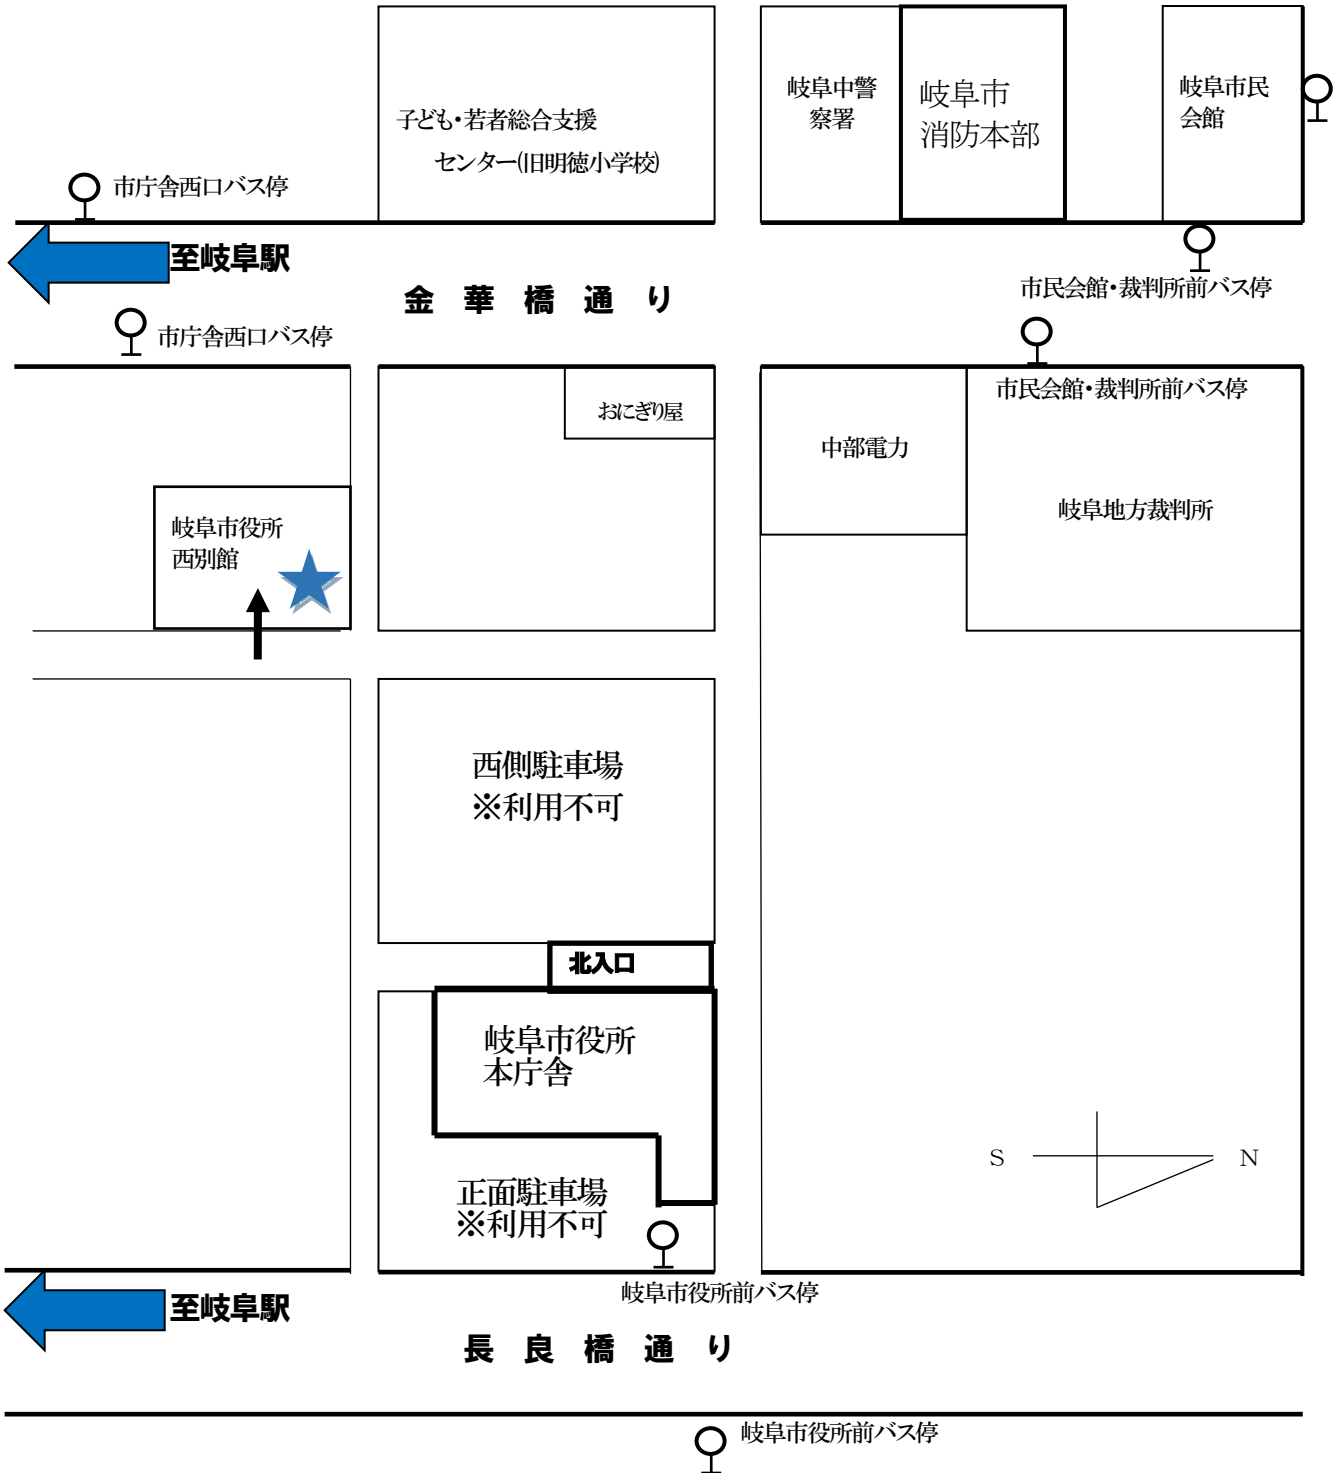 子ども・若者総合支援
センター(旧明徳小学校)
岐阜中警
察署
岐阜市
消防本部
岐阜市民
会館
市庁舎西口バス停
至岐阜駅
金華橋通り
市民会館・裁判所前バス停
市庁舎西口バス停
市民会館・裁判所前バス停
おにぎり屋
中部電力
岐阜地方裁判所
岐阜市役所
西別館
西側駐車場
※利用不可
北入口
岐阜市役所
本庁舎
S
N
正面駐車場
※利用不可
岐阜市役所前バス停
至岐阜駅
長良橋通り
岐阜市役所前バス停